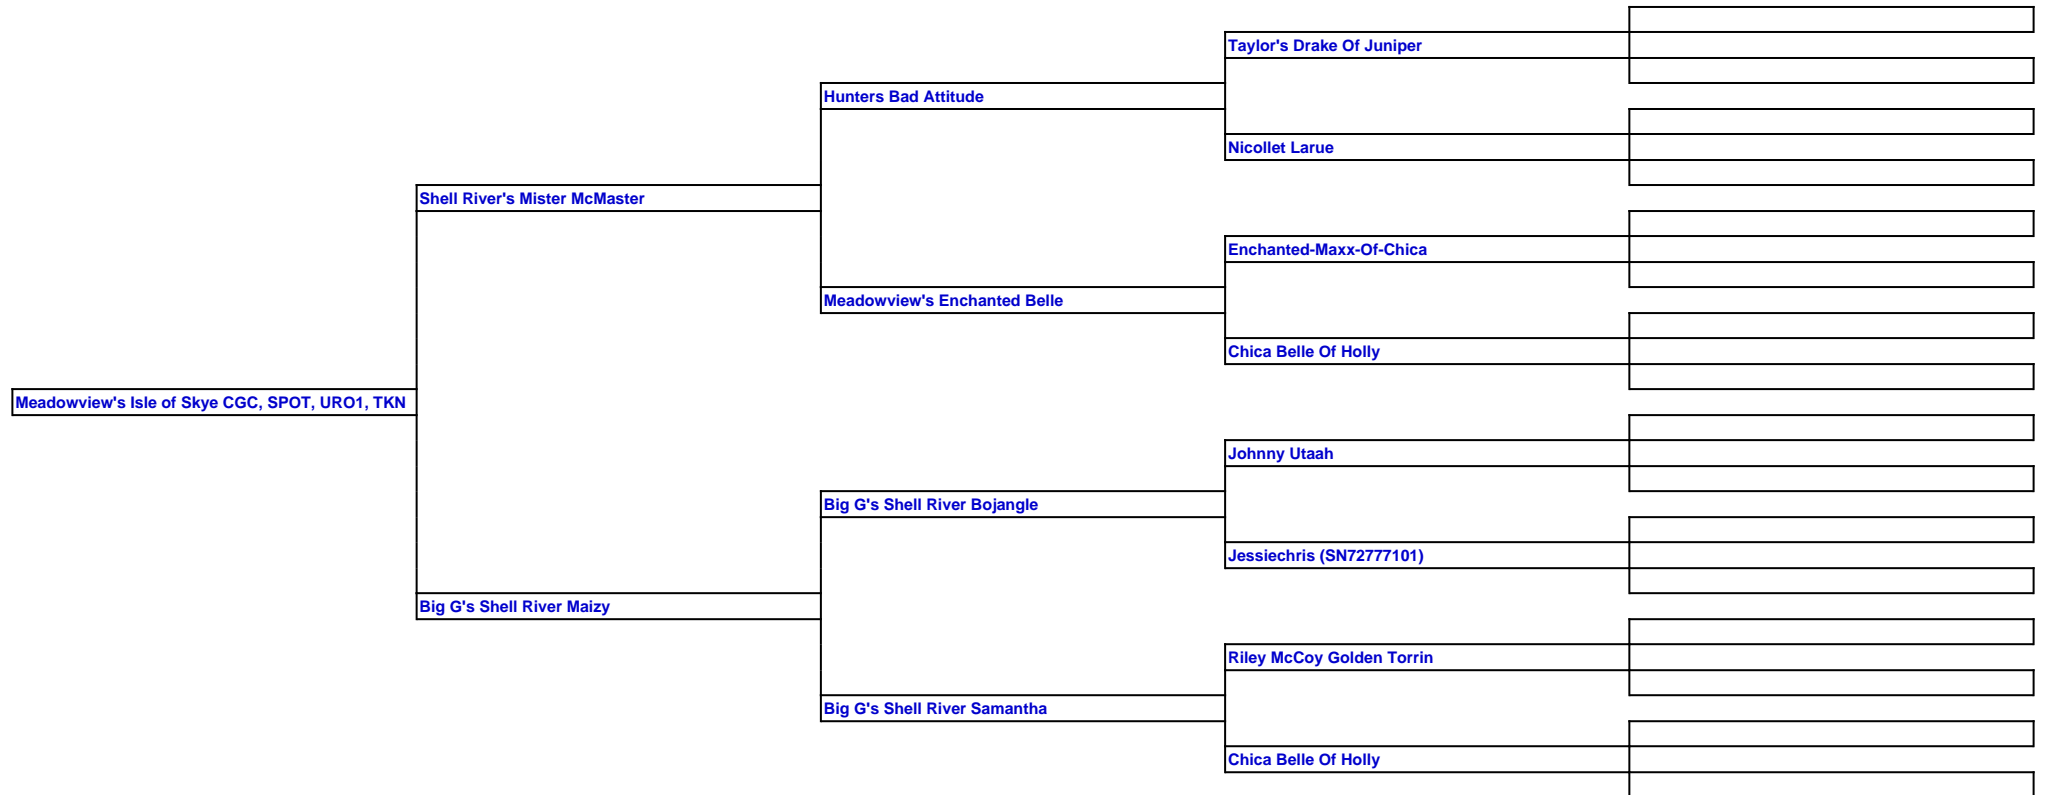 Taylor's Drake Of Juniper
Hunters Bad Attitude
Nicollet Larue
Shell River's Mister McMaster
Enchanted-Maxx-Of-Chica
Meadowview's Enchanted Belle
Chica Belle Of Holly
Meadowview's Isle of Skye CGC, SPOT, URO1, TKN
Johnny Utaah
Big G's Shell River Bojangle
Jessiechris (SN72777101)
Big G's Shell River Maizy
Riley McCoy Golden Torrin
Big G's Shell River Samantha
Chica Belle Of Holly